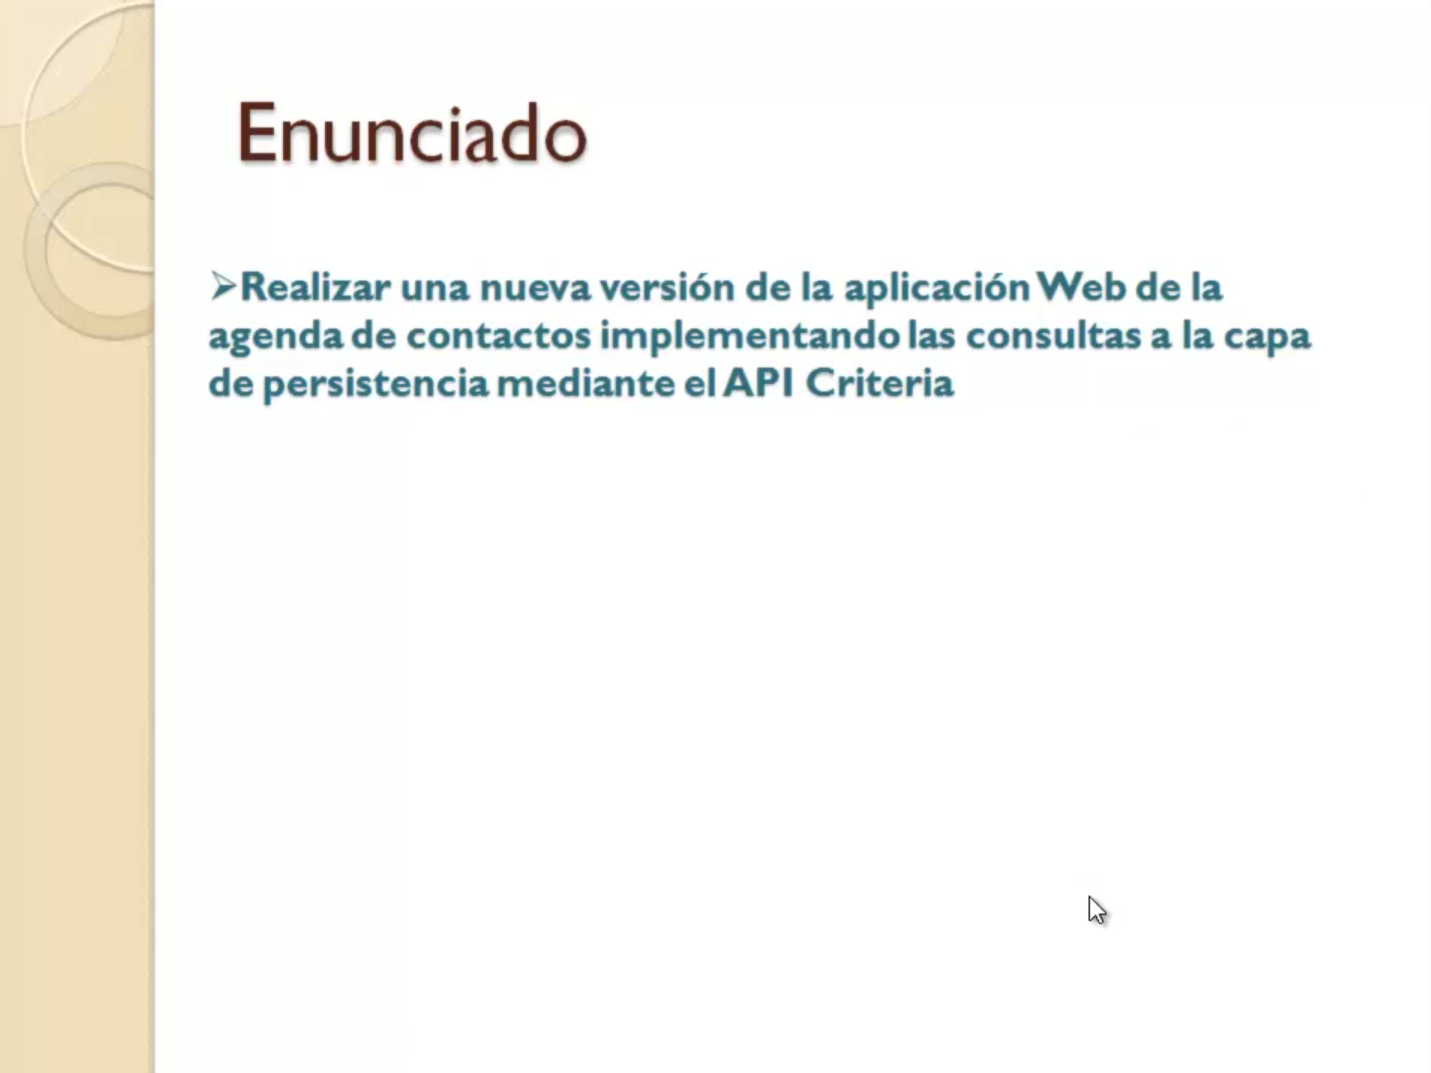 Enunciado
➢Realizar una nueva versión de la aplicación Web de la
agenda de contactos implementando las consultas a la capa
de persistencia mediante el API Criteria